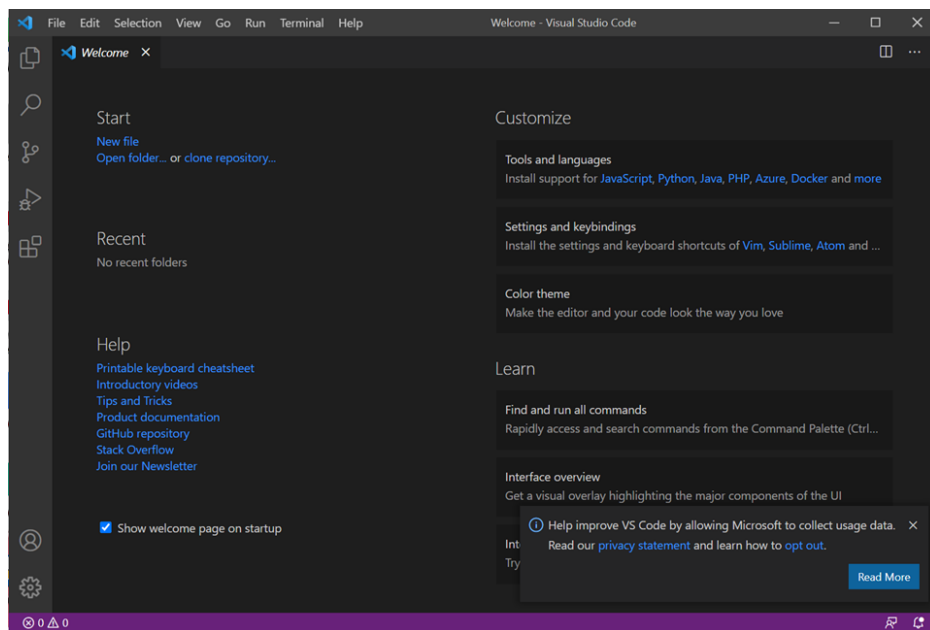 File Edit Selection View Go Run Terminal Help
Welcome - Visual Studio Code
Welcome
Start
New file
Open folder... or clone repository...
Recent
No recent folders
Help
Printable keyboard cheatsheet
Introductory videos
Tips and Tricks
Product documentation
GitHub repository
Stack Overflow
Join our Newsletter
Show welcome page on startup
Customize
Tools and languages
Install support for JavaScript, Python, Java, PHP, Azure, Docker and more
Settings and keybindings
Install the settings and keyboard shortcuts of Vim, Sublime, Atom and ...
Color theme
Make the editor and your code look the way you love
Learn
Find and run all commands
Rapidly access and search commands from the Command Palette (Ctrl...
Interface overview
Get a visual overlay highlighting the major components of the UI
Int
Try
Help improve VS Code by allowing Microsoft to collect usage data.
Read our privacy statement and learn how to opt out.
Read More
0 0